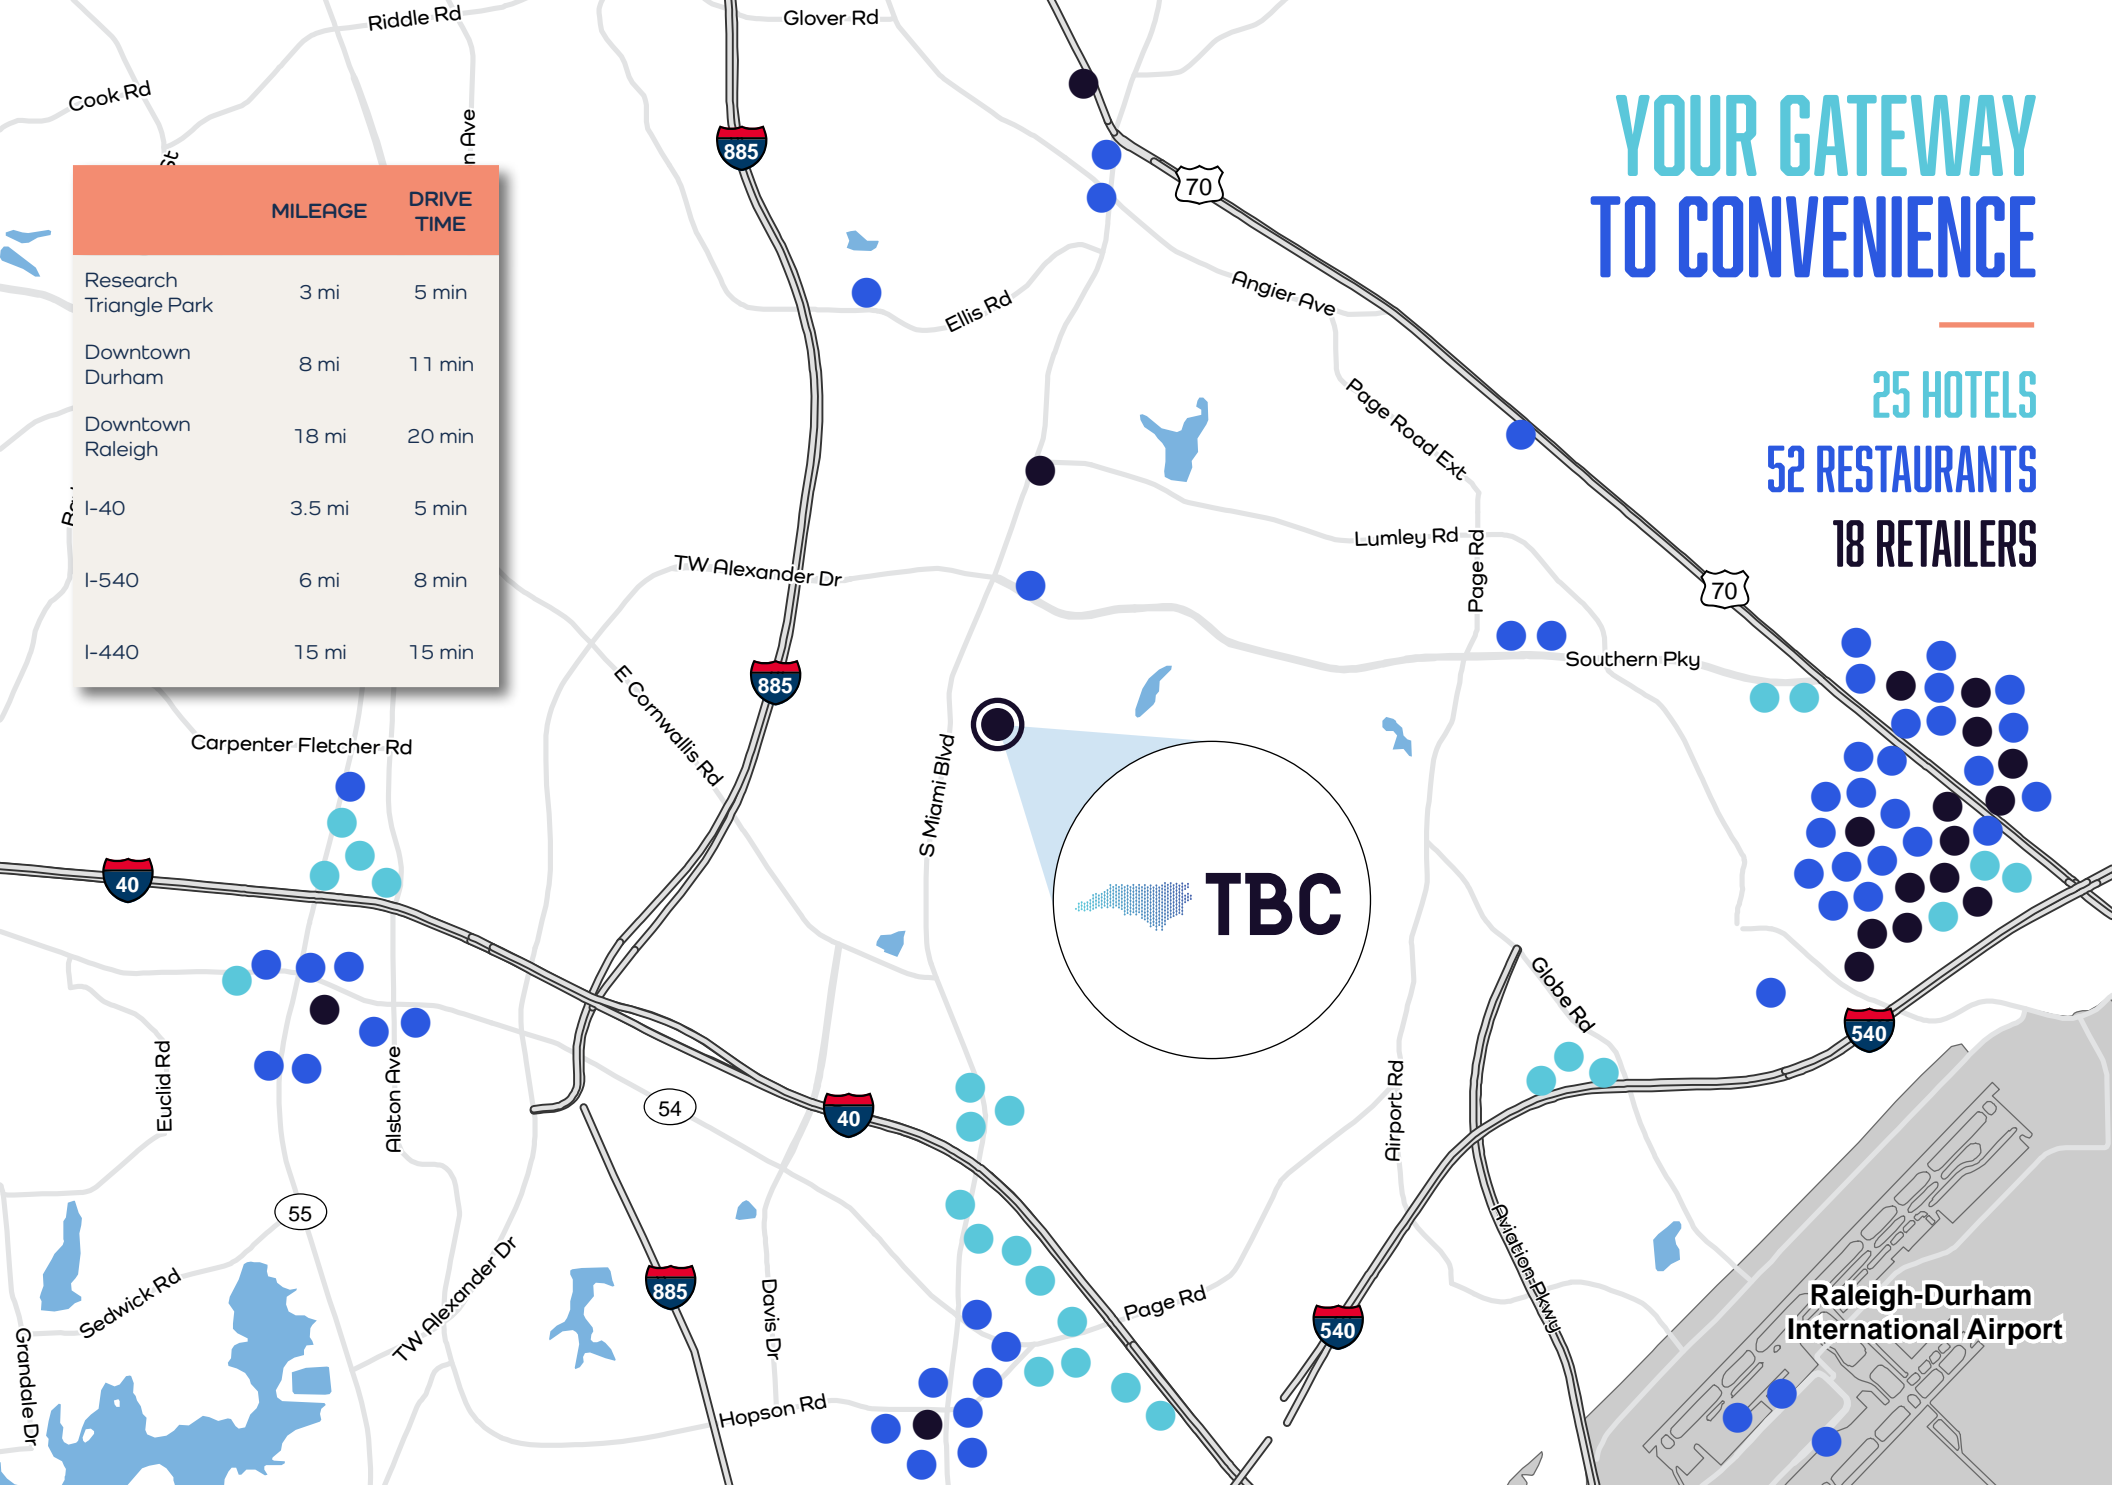 Riddle Rd
Glover Rd
Cook Rd
St
n Ave
885
70
YOUR GATEWAY
TO CONVENIENCE
MILEAGE
DRIVE
TIME
Research
Triangle Park
3 mi
5 min
Downtown
Durham
8 mi
11 min
Downtown
Raleigh
18 mi
20 min
I-40
3.5 mi
5 min
I-540
6 mi
8 min
I-440
15 mi
15 min
Ellis Rd
Angier Ave
Page Road Ext
25 HOTELS
52 RESTAURANTS
18 RETAILERS
Lumley Rd
Page Rd
TW Alexander Dr
70
Southern Pky
885
E Cornwallis Rd
Carpenter Fletcher Rd
S Miami Blvd
40
TBC
Globe Rd
540
Euclid Rd
Alston Ave
54
40
Airport Rd
55
Aviation Pkwy
Sedwick Rd
TW Alexander Dr
885
Davis Dr
Page Rd
540
Raleigh-Durham
International Airport
Grandale Dr
Hopson Rd